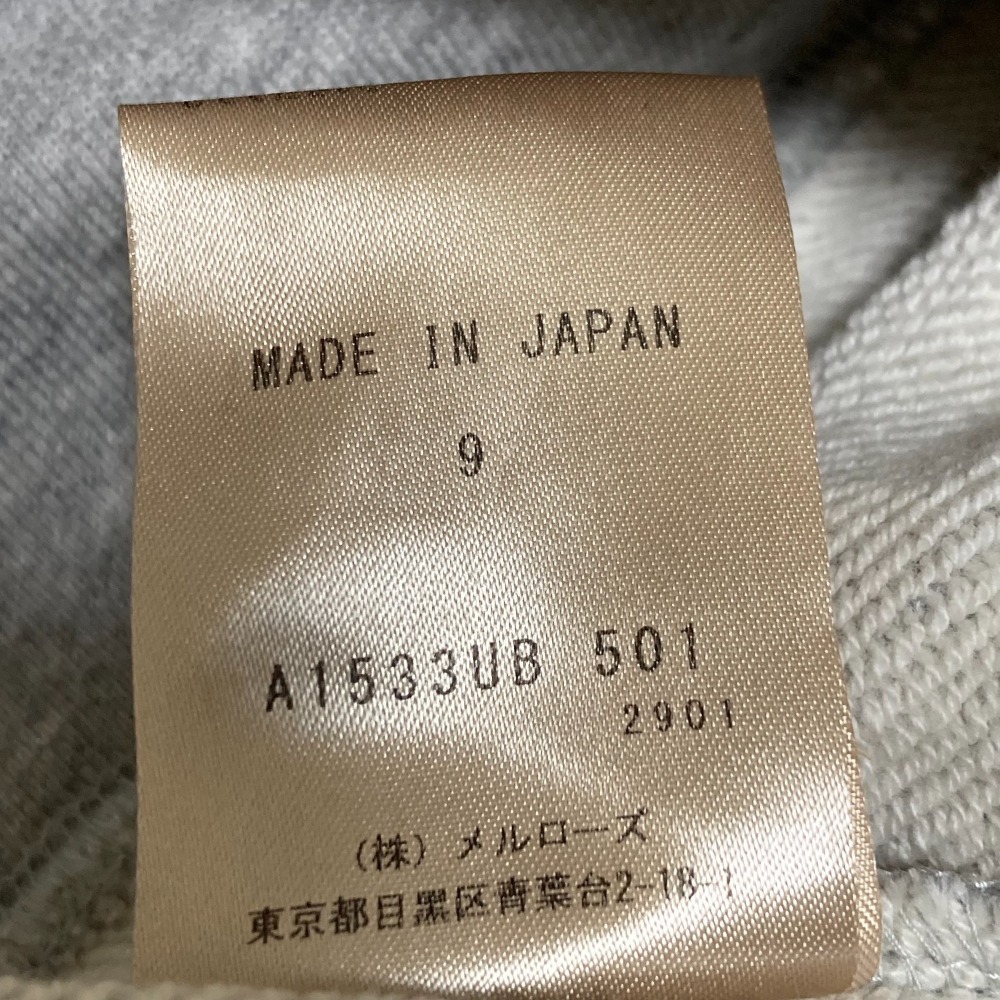 MADE IN JAPAN
9
A1533UB 501
2901
(株)メルローズ
東京都目黒区青葉台2-18-1